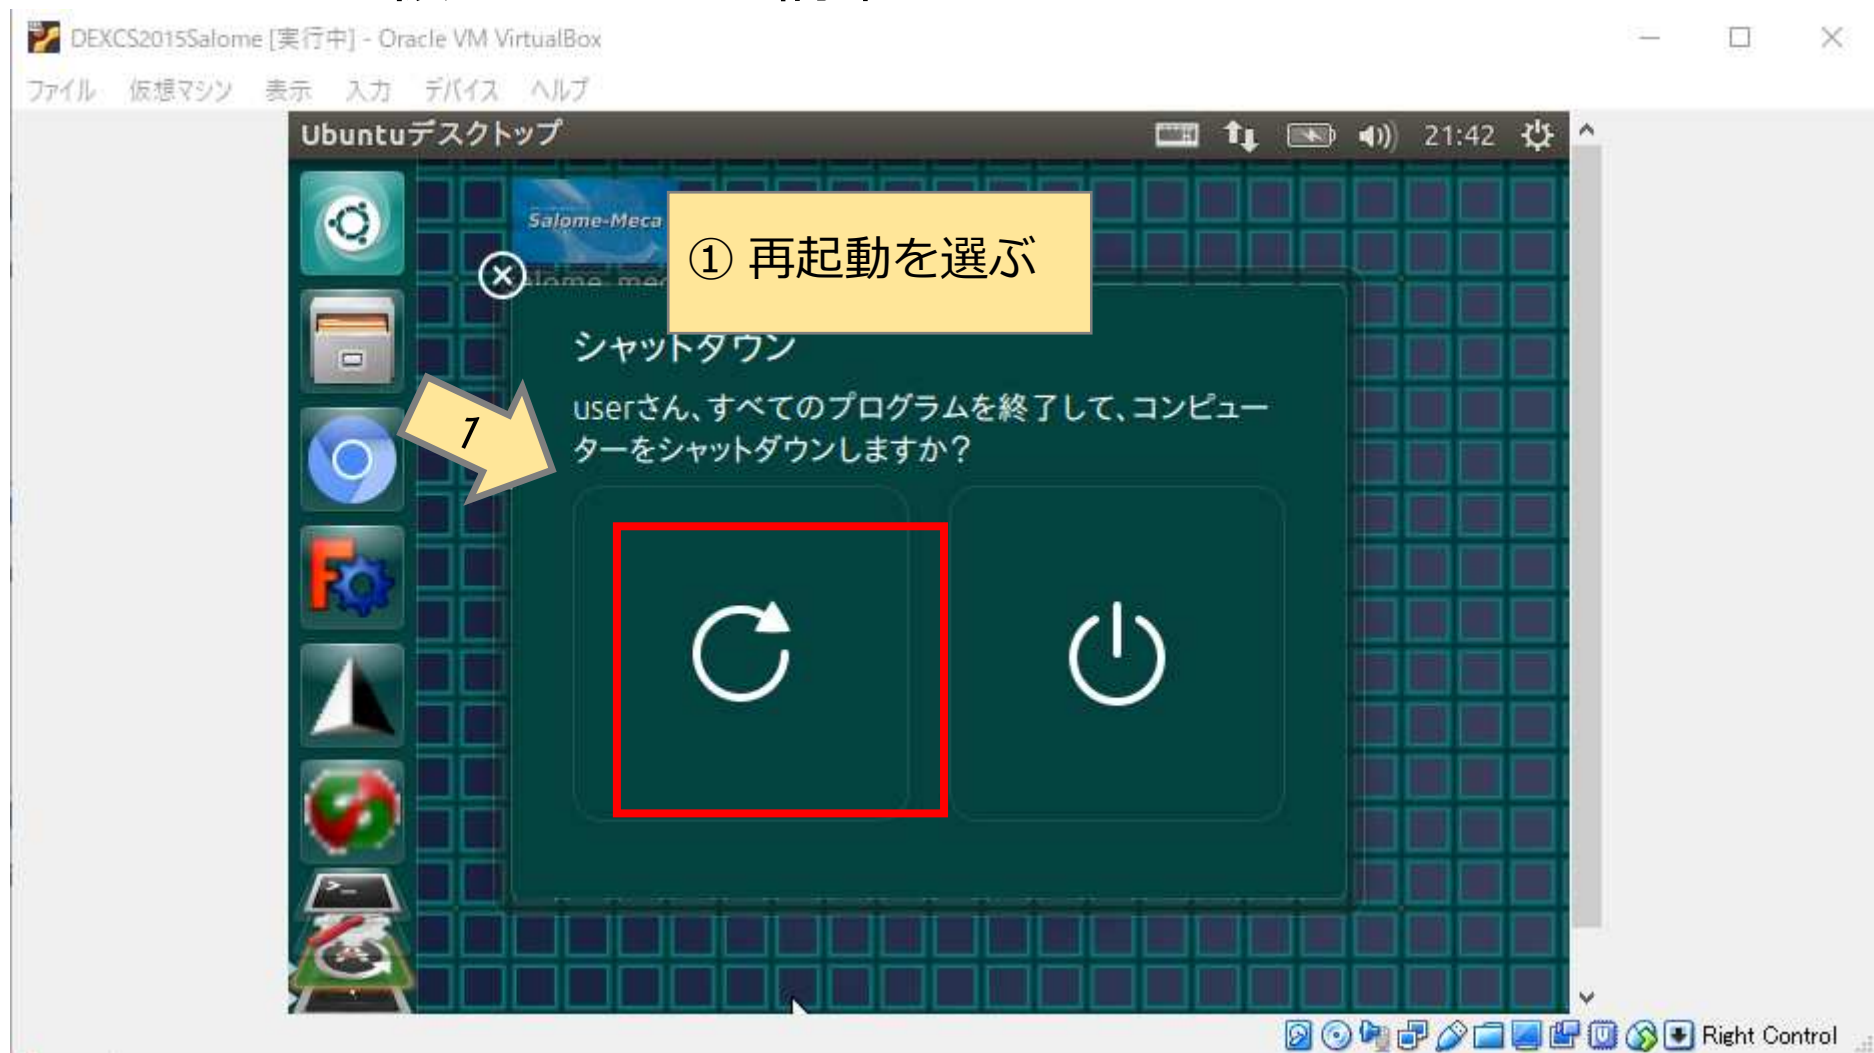 DEXCS2015Salome [実行中] - Oracle VM VirtualBox
ファイル 仮想マシン 表示 入力 デバイス ヘルプ
Ubuntuデスクトップ 21:42
Salome-Meca
① 再起動を選ぶ
シャットダウン
1
userさん、すべてのプログラムを終了して、コンピュー
ターをシャットダウンしますか？
Right Control